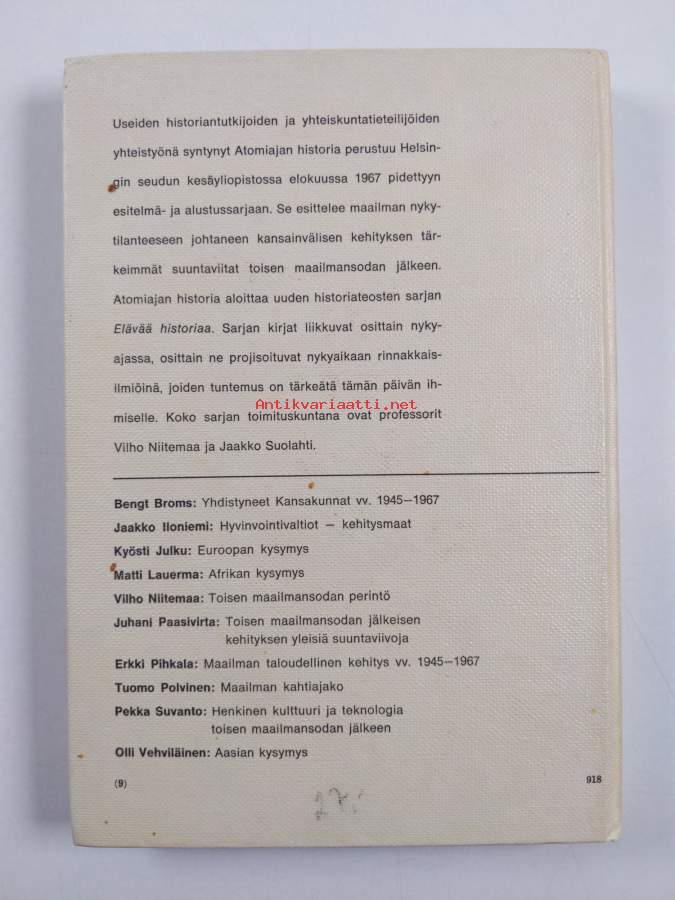 Useiden historiantutkijoiden ja yhteiskuntatieteilijöiden
yhteistyönä syntynyt Atomiajan historia perustuu Helsin-
gin seudun kesäyliopistossa elokuussa 1967 pidettyyn
esitelmä- ja alustussarjaan. Se esittelee maailman nyky-
tilanteeseen johtaneen kansainvälisen kehityksen tär-
keimmät suuntaviitat toisen maailmansodan jälkeen.
Atomiajan historia aloittaa uuden historiateosten sarjan
Elävää historiaa. Sarjan kirjat liikkuvat osittain nyky-
ajassa, osittain ne projisoituvat nykyaikaan rinnakkais-
ilmiöinä, joiden tuntemus on tärkeätä tämän päivän ih-
Antikvariaatti.net
miselle. Koko sarjan toimituskuntana ovat professorit
Vilho Niitemaa ja Jaakko Suolahti.
Bengt Broms: Yhdistyneet Kansakunnat vv. 1945—1967
Jaakko Iloniemi: Hyvinvointivaltiot — kehitysmaat
Kyösti Julku: Euroopan kysymys
Matti Lauerma: Afrikan kysymys
Vilho Niitemaa: Toisen maailmansodan perintö
Juhani Paasivirta: Toisen maailmansodan jälkeisen
kehityksen yleisiä suuntaviivoja
Erkki Pihkala: Maailman taloudellinen kehitys vv. 1945—1967
Tuomo Polvinen: Maailman kahtiajako
Pekka Suvanto: Henkinen kulttuuri ja teknologia
toisen maailmansodan jälkeen
Olli Vehviläinen: Aasian kysymys
(9) 918